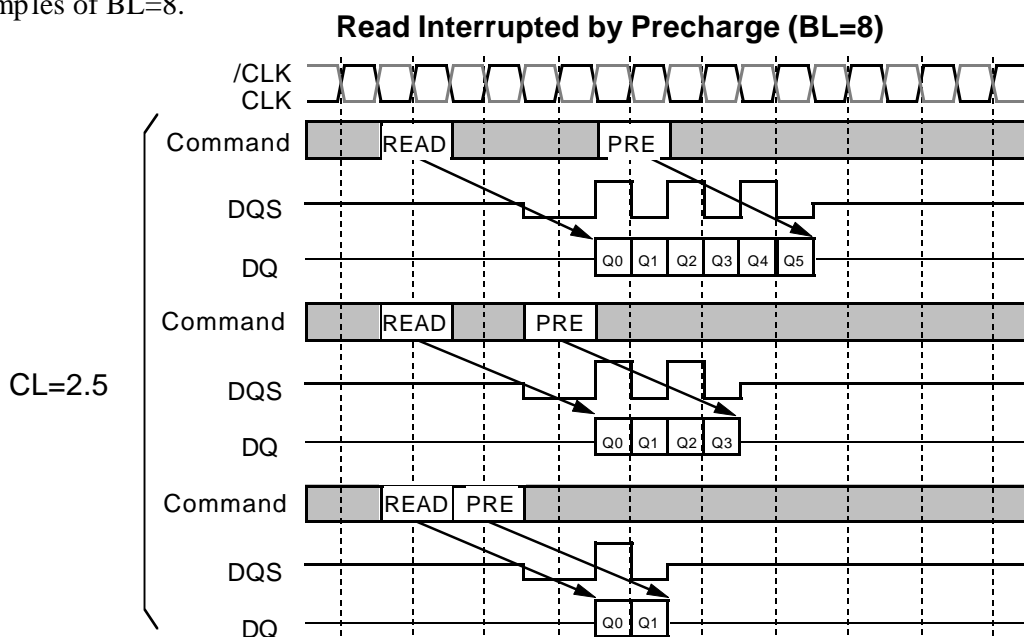 mples of BL=8.
Read Interrupted by Precharge (BL=8)
/CLK
CLK
Command READ PRE
DQS
DQ Q0 Q1 Q2 Q3 Q4 Q5
Command READ PRE
CL=2.5
DQS
DQ Q0 Q1 Q2 Q3
Command READ PRE
DQS
DQ Q0 Q1